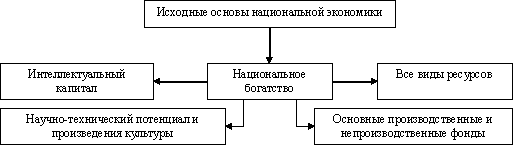 Исходные основы национальной экономики
Интеллектуальный
капитал
Национальное
богатство
Все виды ресурсов
Научно-технический потенциал и
произведения культуры
Основные производственные и
непроизводственные фонды